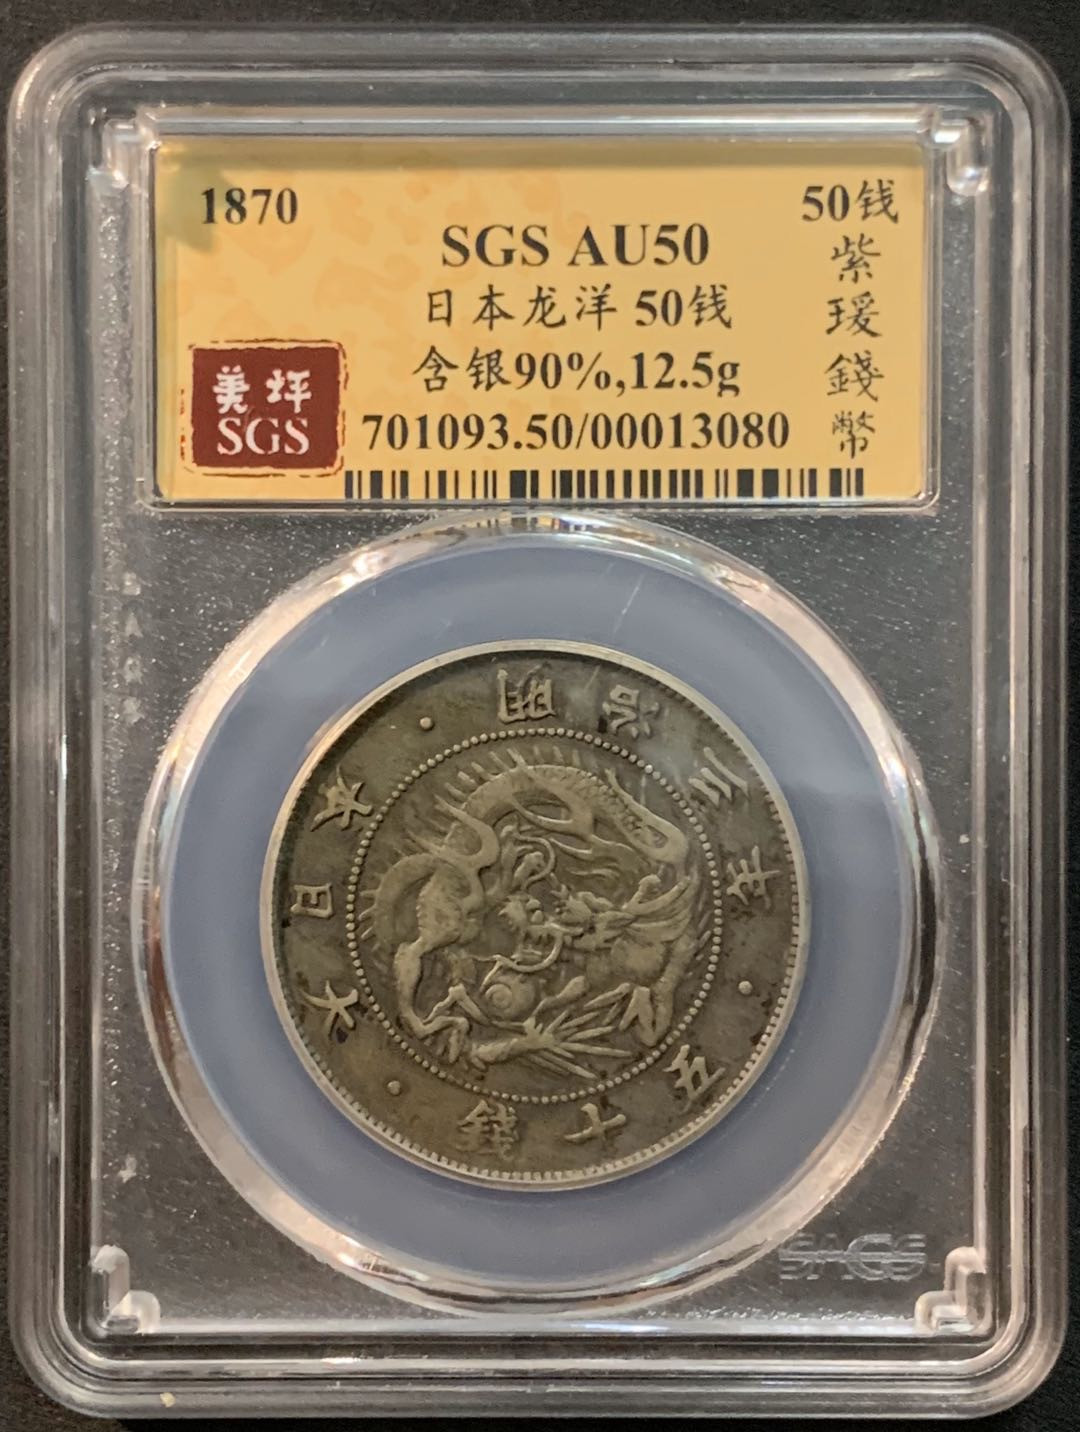 1870
50钱
SGS AU50
日本龙洋 50钱
含银90%,12.5g
701093.50/00013080
紫瑗錢幣
美坪
SGS
大日本 · 明治三年 · 五十錢 ·
SACGS